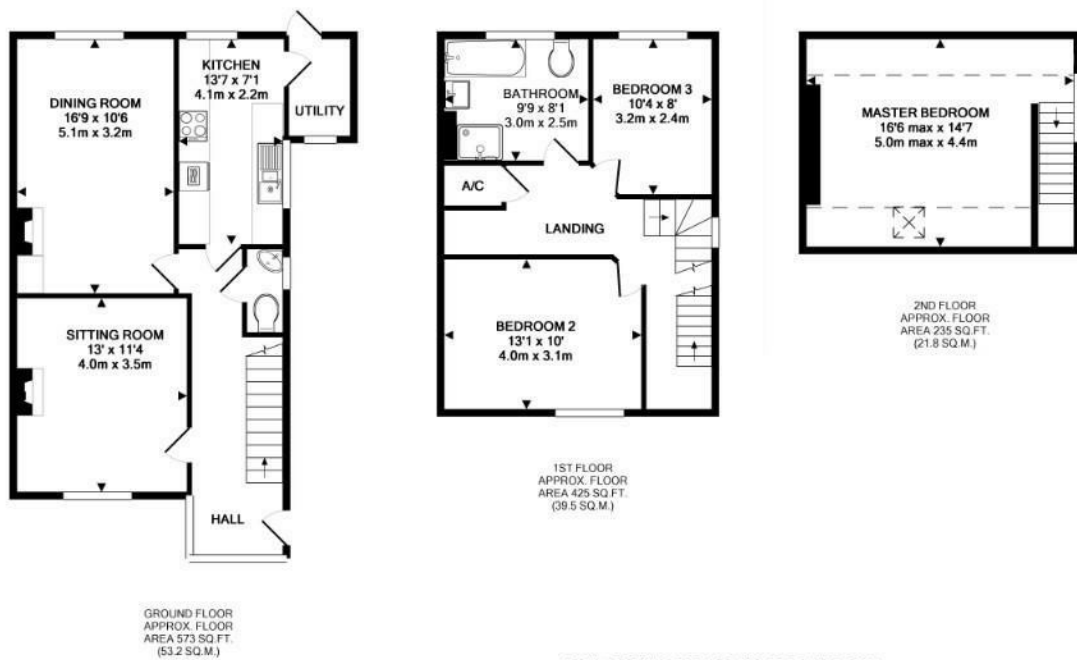 DINING ROOM
16'9 x 10'6
5.1m x 3.2m
KITCHEN
13'7 x 7'1
4.1m x 2.2m
UTILITY
SITTING ROOM
13' x 11'4
4.0m x 3.5m
HALL
GROUND FLOOR
APPROX. FLOOR
AREA 573 SQ.FT.
(53.2 SQ.M.)
BATHROOM
9'9 x 8'1
3.0m x 2.5m
BEDROOM 3
10'4 x 8'
3.2m x 2.4m
A/C
LANDING
BEDROOM 2
13'1 x 10'
4.0m x 3.1m
1ST FLOOR
APPROX. FLOOR
AREA 425 SQ.FT.
(39.5 SQ.M.)
MASTER BEDROOM
16'6 max x 14'7
5.0m max x 4.4m
2ND FLOOR
APPROX. FLOOR
AREA 235 SQ.FT.
(21.8 SQ.M.)